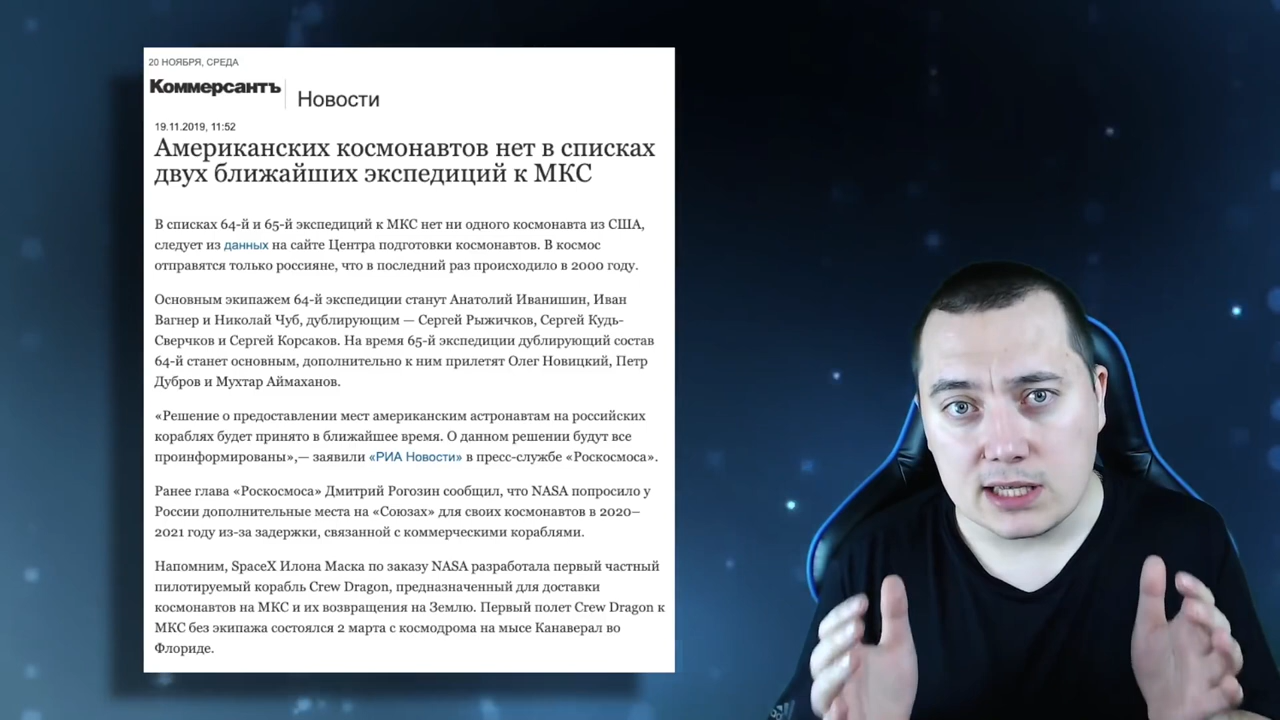 20 НОЯБРЯ, СРЕДА
Коммерсантъ
Новости
19.11.2019, 11:52
Американских космонавтов нет в списках
двух ближайших экспедиций к МКС
В списках 64-й и 65-й экспедиций к МКС нет ни одного космонавта из США,
следует из данных на сайте Центра подготовки космонавтов. В космос
отправятся только россияне, что в последний раз происходило в 2000 году.
Основным экипажем 64-й экспедиции станут Анатолий Иванишин, Иван
Вагнер и Николай Чуб, дублирующим — Сергей Рыжичков, Сергей Кудь-
Сверчков и Сергей Корсаков. На время 65-й экспедиции дублирующий состав
64-й станет основным, дополнительно к ним прилетят Олег Новицкий, Петр
Дубров и Мухтар Аймаханов.
«Решение о предоставлении мест американским астронавтам на российских
кораблях будет принято в ближайшее время. О данном решении будут все
проинформированы»,— заявили «РИА Новости» в пресс-службе «Роскосмоса».
Ранее глава «Роскосмоса» Дмитрий Рогозин сообщил, что NASA попросило у
России дополнительные места на «Союзах» для своих космонавтов в 2020–
2021 году из-за задержки, связанной с коммерческими кораблями.
Напомним, SpaceX Илона Маска по заказу NASA разработала первый частный
пилотируемый корабль Crew Dragon, предназначенный для доставки
космонавтов на МКС и их возвращения на Землю. Первый полет Crew Dragon к
МКС без экипажа состоялся 2 марта с космодрома на мысе Канаверал во
Флориде.